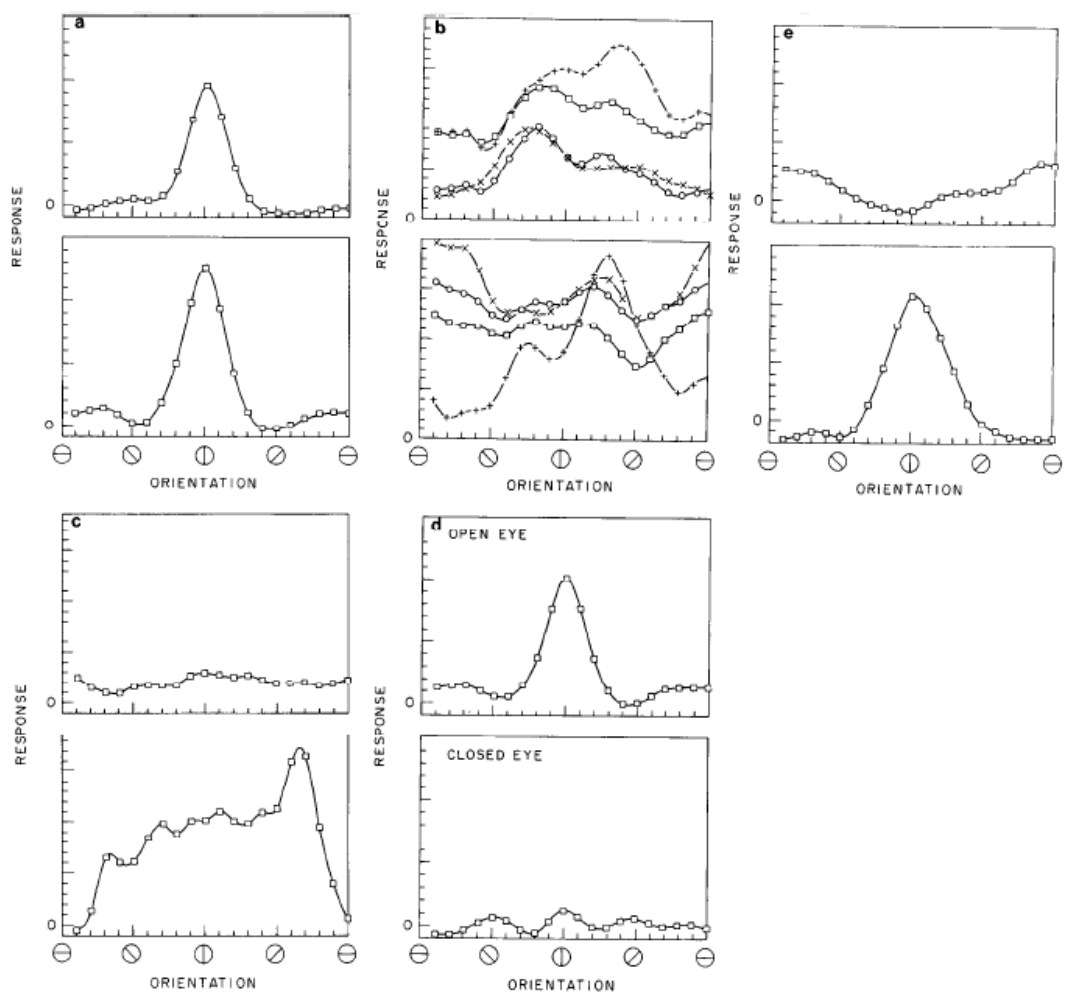 a
RESPONSE
0
0
ORIENTATION
b
RESPONSE
0
0
ORIENTATION
e
RESPONSE
0
0
ORIENTATION
c
RESPONSE
0
0
ORIENTATION
d
OPEN EYE
RESPONSE
0
CLOSED EYE
0
ORIENTATION